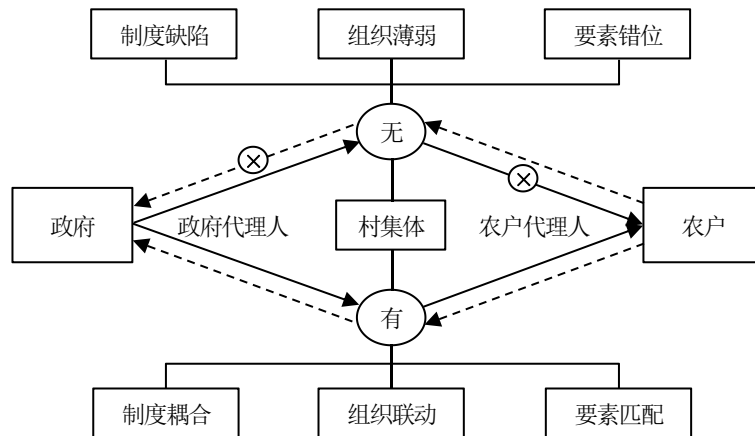 制度缺陷 组织薄弱 要素错位
无
政府 政府代理人 村集体 农户代理人 农户
有
制度耦合 组织联动 要素匹配